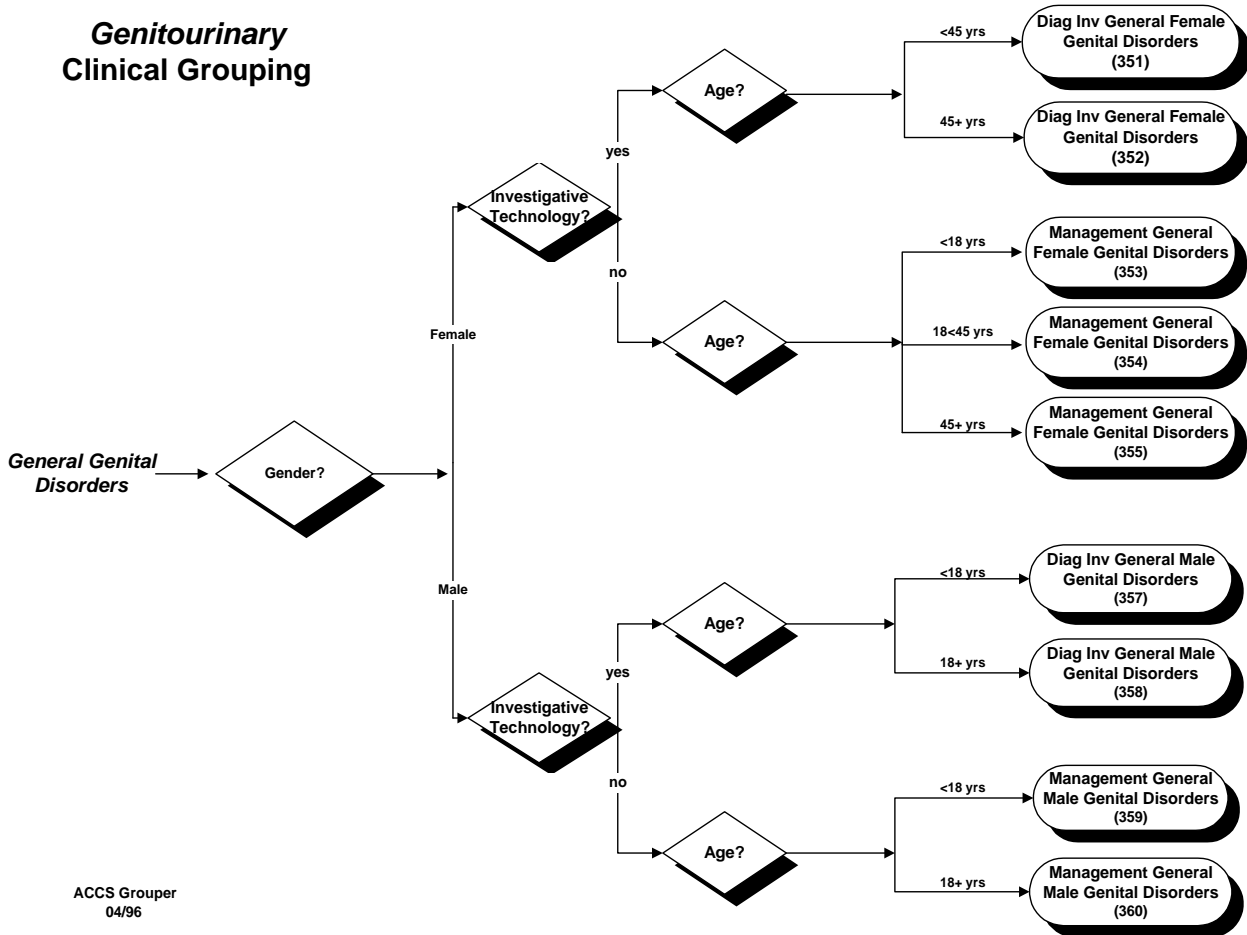 Genitourinary
Clinical Grouping
General Genital
Disorders
Gender?
Female
Male
Investigative
Technology?
yes
no
Age?
<45 yrs
Diag Inv General Female
Genital Disorders
(351)
45+ yrs
Diag Inv General Female
Genital Disorders
(352)
Age?
<18 yrs
Management General
Female Genital Disorders
(353)
18<45 yrs
Management General
Female Genital Disorders
(354)
45+ yrs
Management General
Female Genital Disorders
(355)
Investigative
Technology?
yes
no
Age?
<18 yrs
Diag Inv General Male
Genital Disorders
(357)
18+ yrs
Diag Inv General Male
Genital Disorders
(358)
Age?
<18 yrs
Management General
Male Genital Disorders
(359)
18+ yrs
Management General
Male Genital Disorders
(360)
ACCS Grouper
04/96